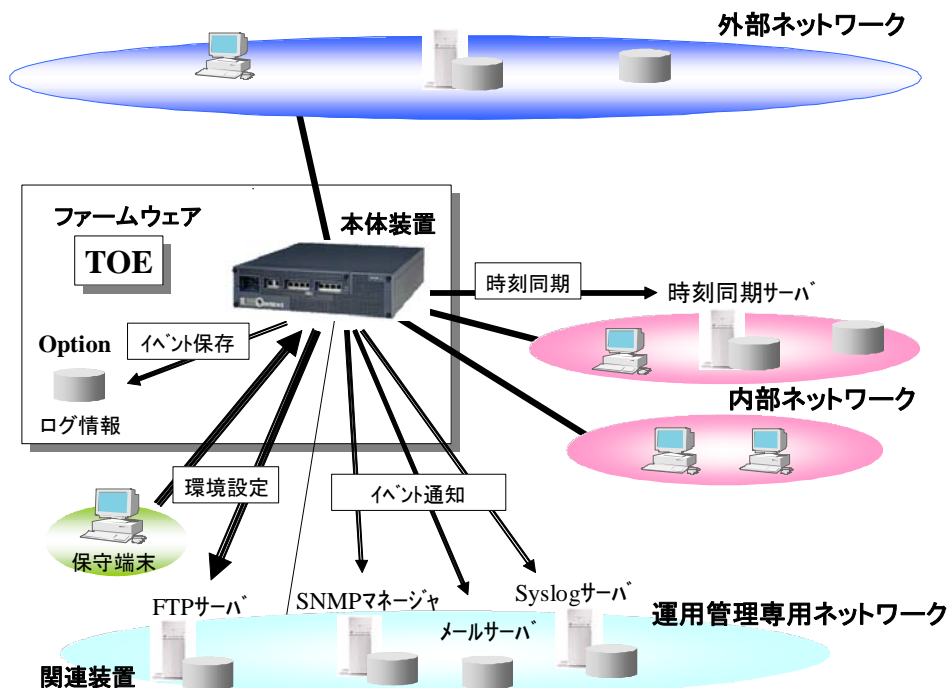 外部ネットワーク
ファームウェア
本体装置
TOE
時刻同期
時刻同期サーバ
Option
イベント保存
ログ情報
内部ネットワーク
環境設定
イベント通知
保守端末
FTPサーバ
SNMPマネージャ
Syslogサーバ
メールサーバ
運用管理専用ネットワーク
関連装置